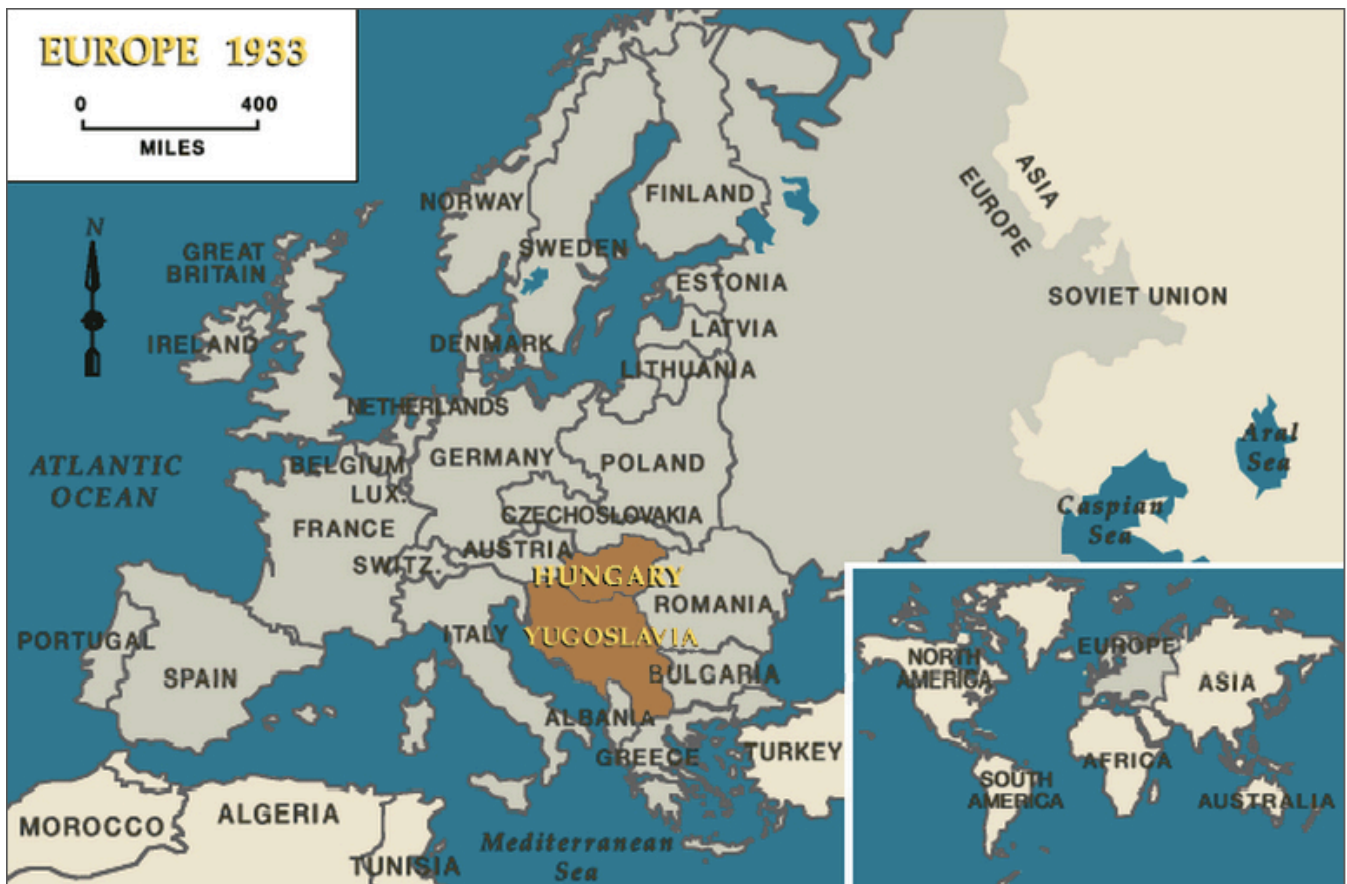 EUROPE 1933
0 400
MILES
N
NORWAY
FINLAND
ASIA
EUROPE
SWEDEN
GREAT
BRITAIN
ESTONIA
SOVIET UNION
LATVIA
IRELAND
DENMARK
LITHUANIA
NETHERLANDS
ATLANTIC
OCEAN
BELGIUM
GERMANY
POLAND
Aral
Sea
LUX.
CZECHOSLOVAKIA
Caspian
Sea
FRANCE
AUSTRIA
SWITZ.
HUNGARY
ROMANIA
PORTUGAL
ITALY
YUGOSLAVIA
SPAIN
BULGARIA
ALBANIA
GREECE
TURKEY
MOROCCO
ALGERIA
TUNISIA
Mediterranean
Sea
NORTH
AMERICA
EUROPE
ASIA
AFRICA
SOUTH
AMERICA
AUSTRALIA